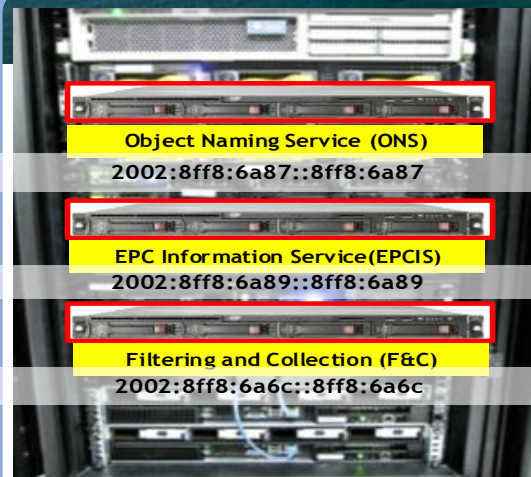 Object Naming Service (ONS)
2002:8ff8:6a87::8ff8:6a87
EPC Information Service(EPCIS)
2002:8ff8:6a89::8ff8:6a89
Filtering and Collection (F&C)
2002:8ff8:6a6c::8ff8:6a6c